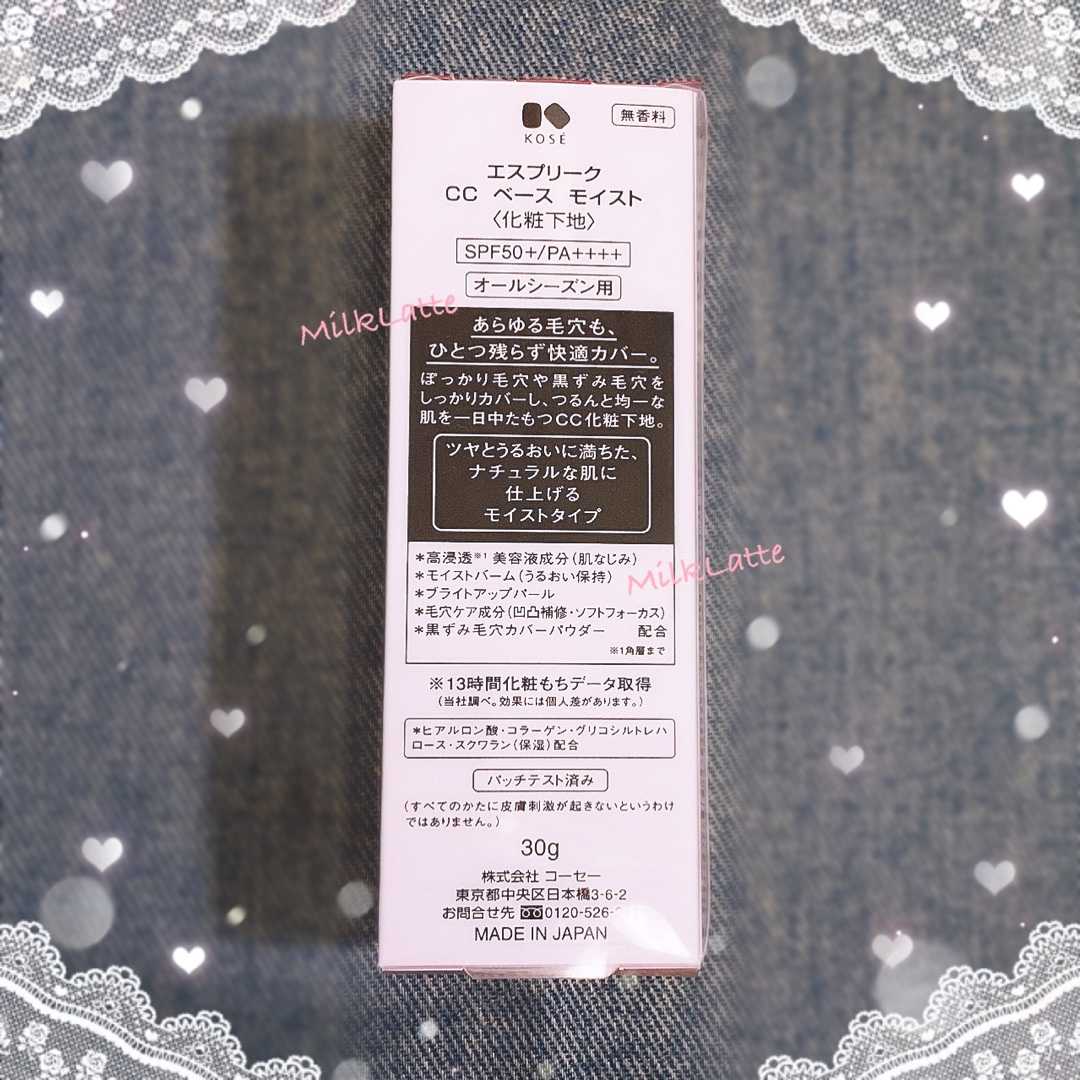 KOSÉ
無香料
エスプリーク
CC ベース モイスト
〈化粧下地〉
SPF50+/PA++++
オールシーズン用
MilkLatte
あらゆる毛穴も、
ひとつ残らず快適カバー。
ぽっかり毛穴や黒ずみ毛穴を
しっかりカバーし、つるんと均一な
肌を一日中たもつCC化粧下地。
ツヤとうるおいに満ちた、
ナチュラルな肌に
仕上げる
モイストタイプ
＊高浸透※1 美容液成分(肌なじみ)
＊モイストバーム(うるおい保持)
MilkLatte
＊ブライトアップパール
＊毛穴ケア成分(凹凸補修・ソフトフォーカス)
＊黒ずみ毛穴カバーパウダー 配合
※1角層まで
※13時間化粧もちデータ取得
(当社調べ。効果には個人差があります。)
＊ヒアルロン酸・コラーゲン・グリコシルトレハ
ロース・スクワラン(保湿)配合
パッチテスト済み
(すべてのかたに皮膚刺激が起きないというわけ
ではありません。)
30g
株式会社 コーセー
東京都中央区日本橋3-6-2
お問合せ先 0120-526-
MADE IN JAPAN